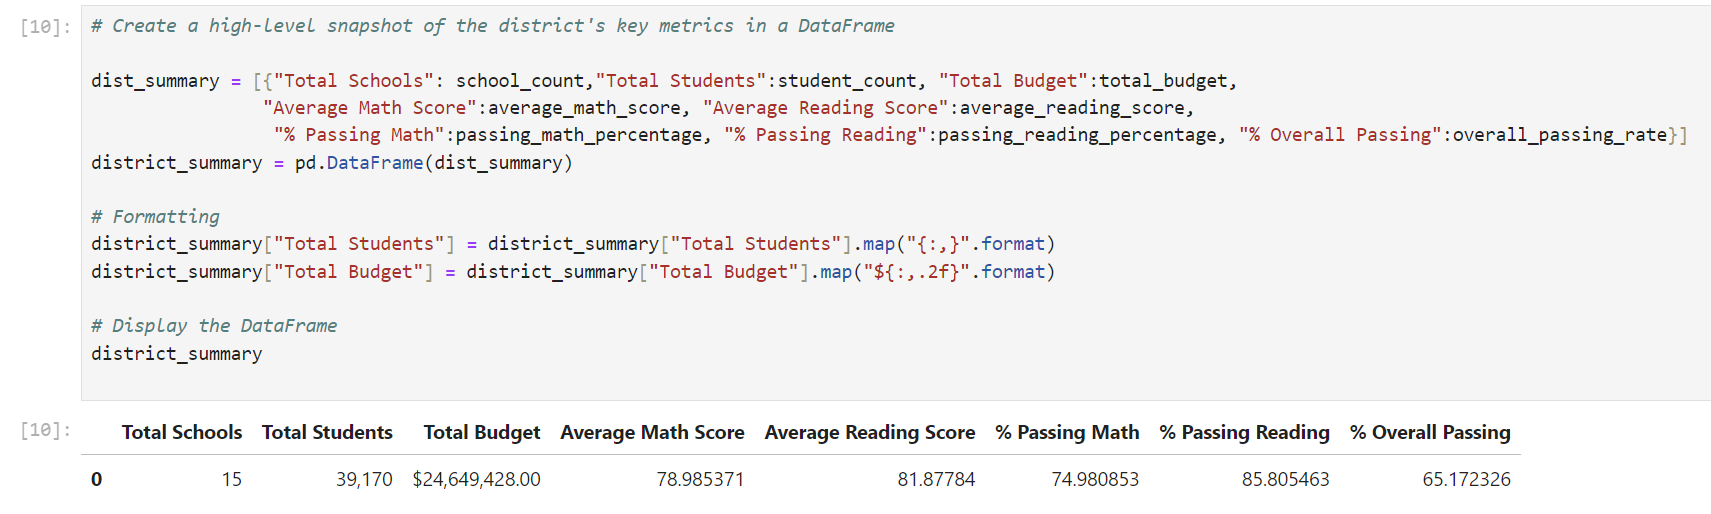 [10]: # Create a high-level snapshot of the district's key metrics in a DataFrame
dist_summary = [{"Total Schools": school_count,"Total Students":student_count, "Total Budget":total_budget,
"Average Math Score":average_math_score, "Average Reading Score":average_reading_score,
"% Passing Math":passing_math_percentage, "% Passing Reading":passing_reading_percentage, "% Overall Passing":overall_passing_rate}]
district_summary = pd.DataFrame(dist_summary)
# Formatting
district_summary["Total Students"] = district_summary["Total Students"].map("{:,}".format)
district_summary["Total Budget"] = district_summary["Total Budget"].map("${:,.2f}".format)
# Display the DataFrame
district_summary
[10]: Total Schools Total Students Total Budget Average Math Score Average Reading Score % Passing Math % Passing Reading % Overall Passing
0 15 39,170 $24,649,428.00 78.985371 81.87784 74.980853 85.805463 65.172326